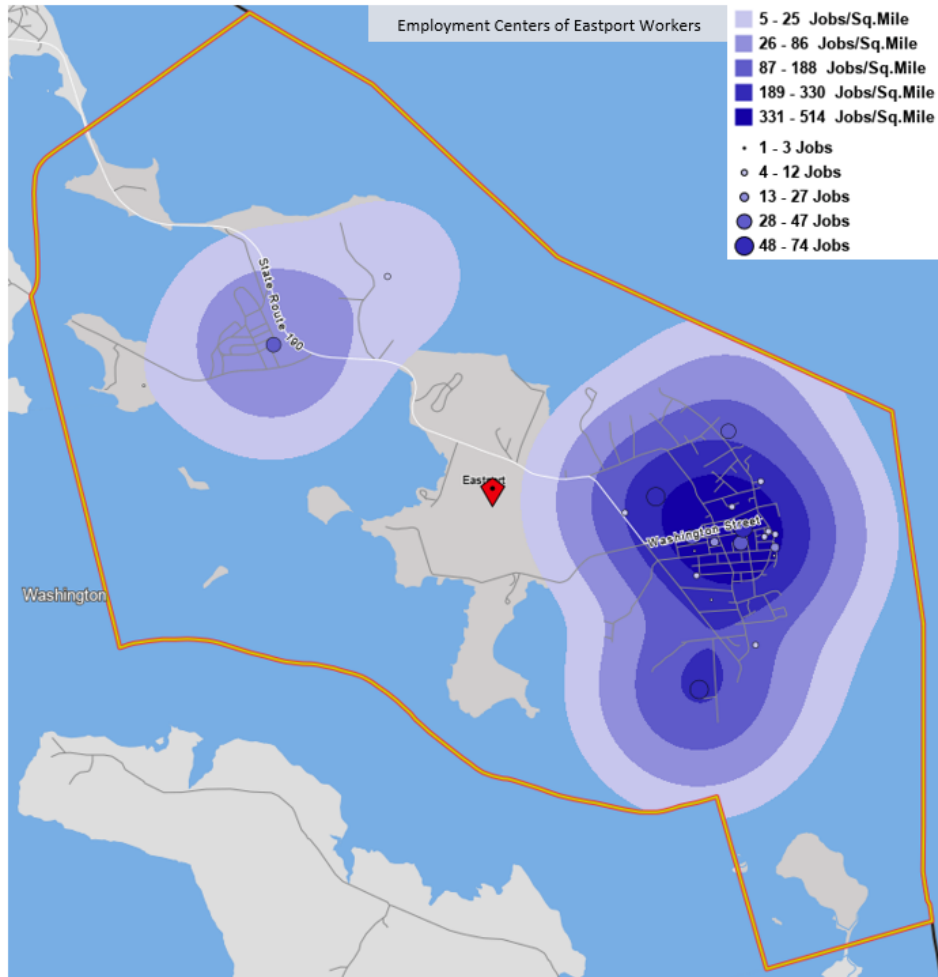 Employment Centers of Eastport Workers
5 - 25 Jobs/Sq.Mile
26 - 86 Jobs/Sq.Mile
87 - 188 Jobs/Sq.Mile
189 - 330 Jobs/Sq.Mile
331 - 514 Jobs/Sq.Mile
1 - 3 Jobs
4 - 12 Jobs
13 - 27 Jobs
28 - 47 Jobs
48 - 74 Jobs
State Route 190
Eastport
Washington Street
Washington